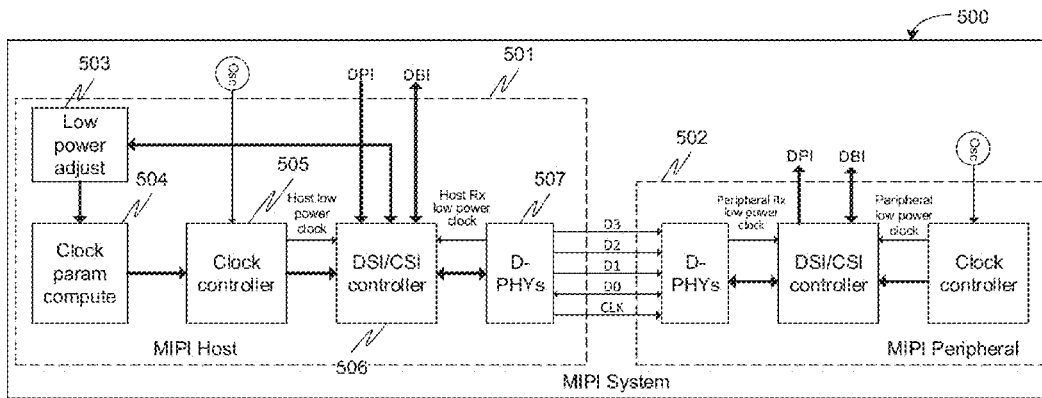 500
503
Osc
DPI
DBI
501
Low
power
adjust
504
505
Host low
power
clock
Host Rx
low power
clock
507
502
DPI
DBI
Osc
Peripheral Rx
low power
clock
Peripheral
low power
clock
Clock
param
compute
Clock
controller
DSI/CSI
controller
D-
PHYs
D3
D2
D1
D0
CLK
D-
PHYs
DSI/CSI
controller
Clock
controller
MIPI Host
506
MIPI Peripheral
MIPI System